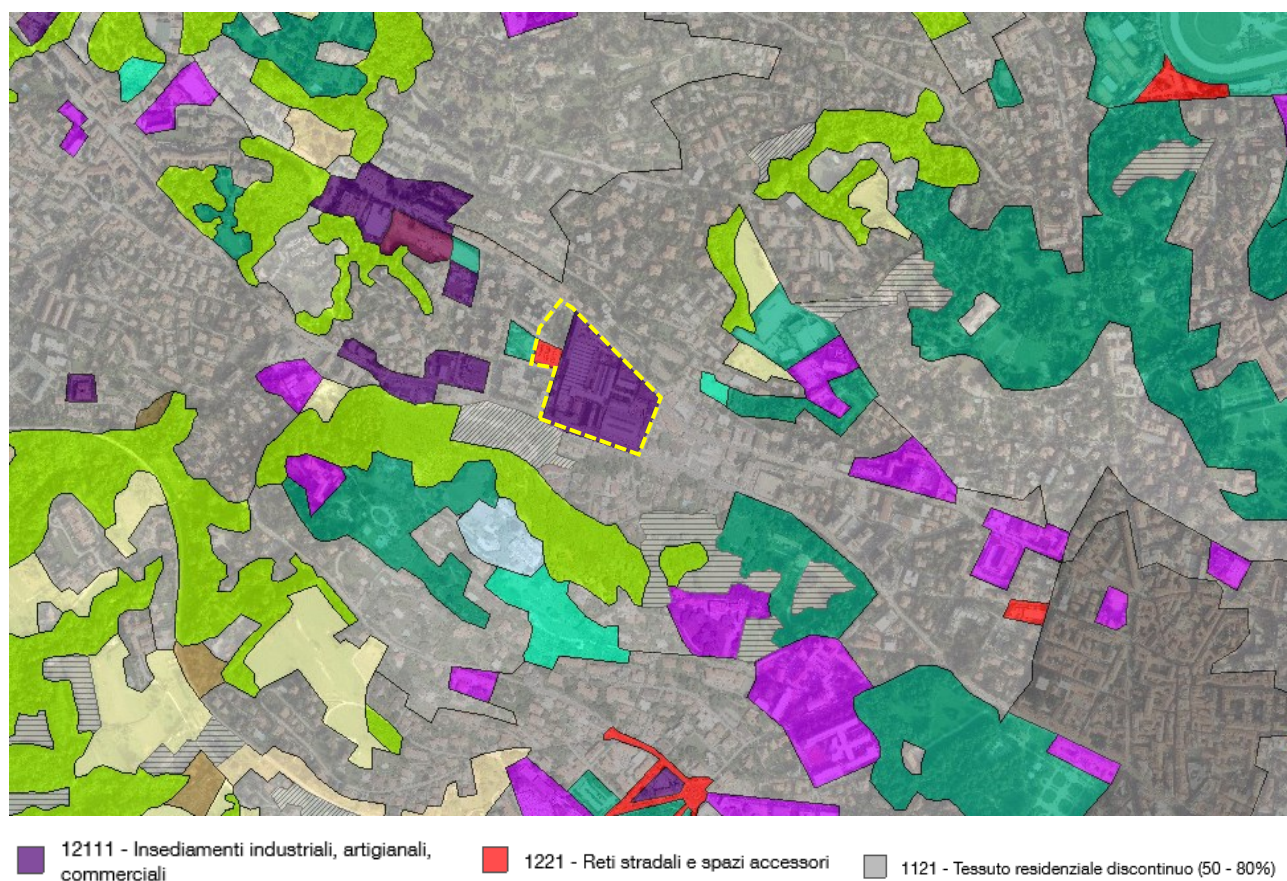 12111 - Insediamenti industriali, artigianali,
commerciali
1221 - Reti stradali e spazi accessori
1121 - Tessuto residenziale discontinuo (50 - 80%)